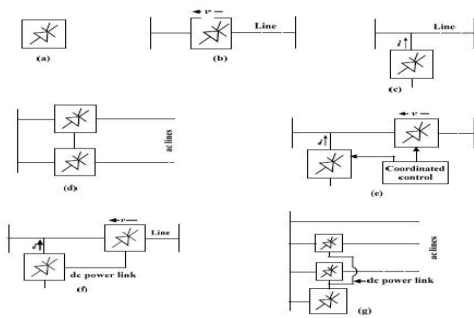 (a)
v
Line
(b)
Line
i
(c)
ac lines
(d)
v
i
Coordinated
control
(e)
v
Line
dc power link
(f)
ac lines
dc power link
(g)